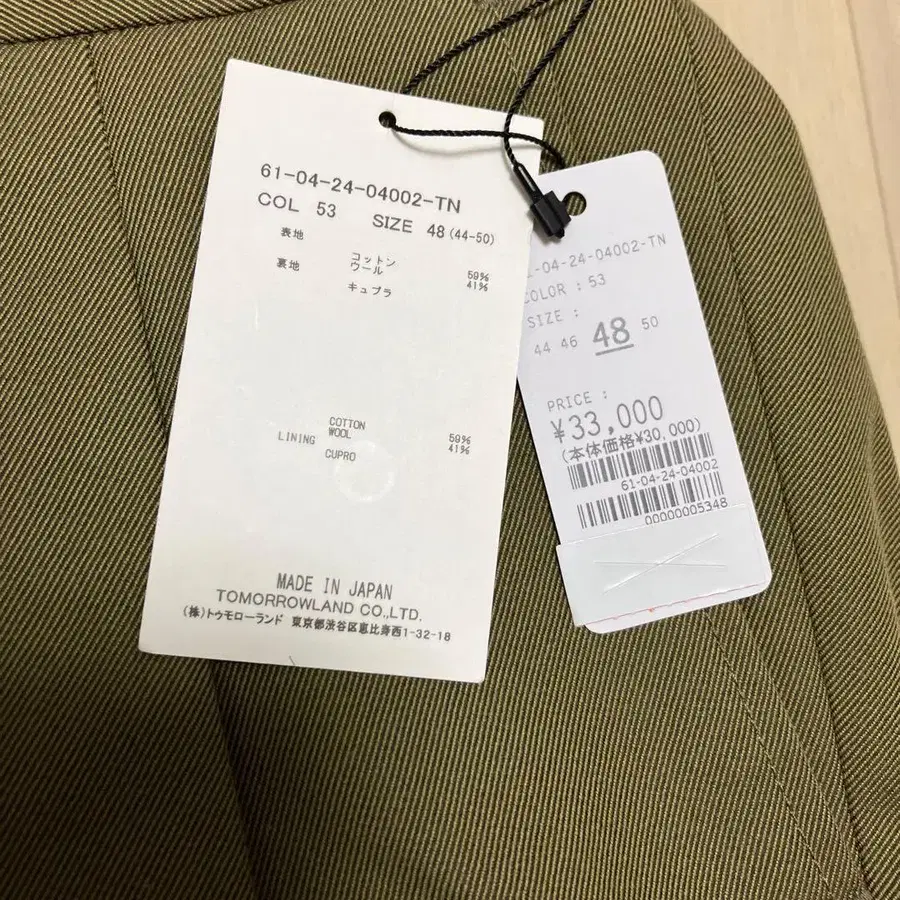 61-04-24-04002-TN
COL 53 SIZE 48 (44-50)
表地
コットン 59%
ウール 41%
裏地
キュプラ
COTTON 59%
WOOL 41%
LINING
CUPRO
MADE IN JAPAN
TOMORROWLAND CO.,LTD.
(株)トゥモローランド 東京都渋谷区恵比寿西1-32-18
-04-24-04002-TN
COLOR : 53
SIZE :
44 46 48 50
PRICE :
¥33,000
(本体価格¥30,000)
61-04-24-04002
00000005348